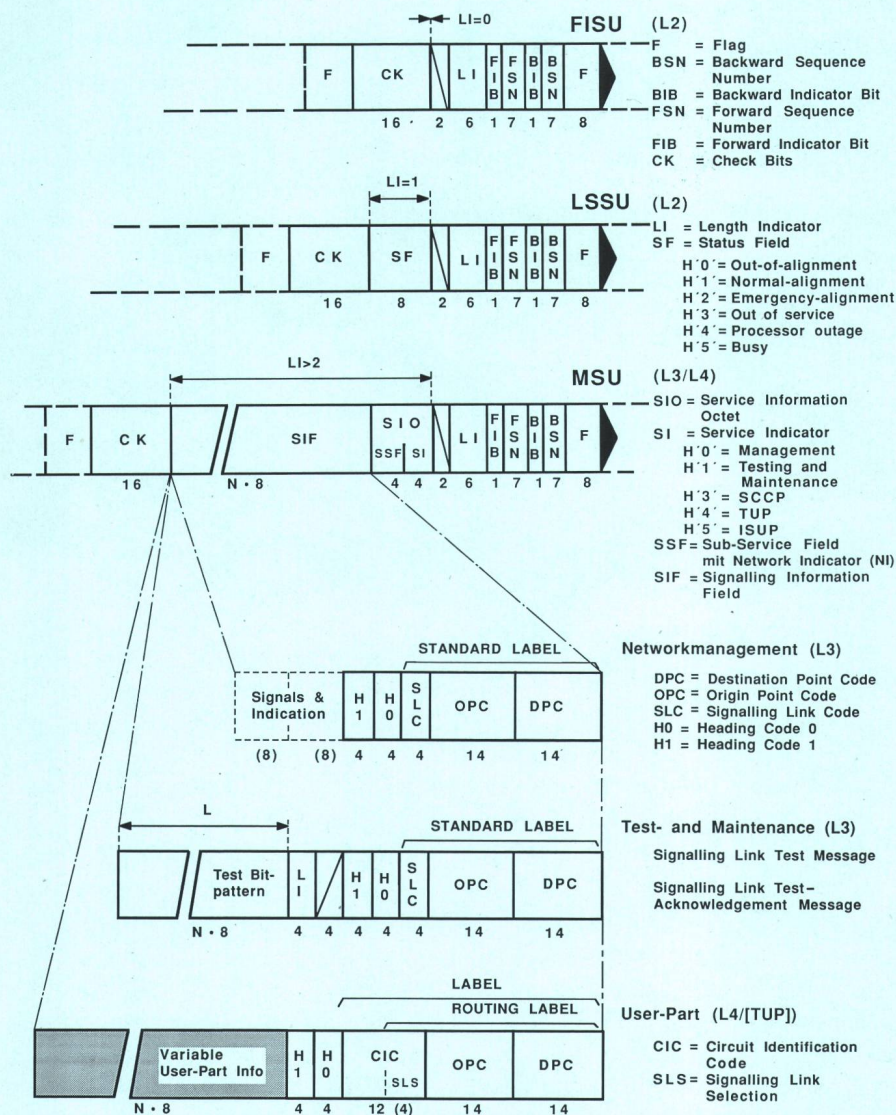 LI=0
FISU (L2)
F CK LI FIB FSN BIB BSN F
16 2 6 1 7 1 7 8
F = Flag
BSN = Backward Sequence
Number
BIB = Backward Indicator Bit
FSN = Forward Sequence
Number
FIB = Forward Indicator Bit
CK = Check Bits
LI=1
LSSU (L2)
F CK SF LI FIB FSN BIB BSN F
16 8 2 6 1 7 1 7 8
LI = Length Indicator
SF = Status Field
H'0'= Out-of-alignment
H'1'= Normal-alignment
H'2'= Emergency-alignment
H'3'= Out of service
H'4'= Processor outage
H'5'= Busy
LI>2
MSU (L3/L4)
F CK SIF SIO LI FIB FSN BIB BSN F
SSF SI
16 N • 8 4 4 2 6 1 7 1 7 8
SIO = Service Information
Octet
SI = Service Indicator
H'0'= Management
H'1'= Testing and
Maintenance
H'3'= SCCP
H'4'= TUP
H'5'= ISUP
SSF= Sub-Service Field
mit Network Indicator (NI)
SIF = Signalling Information
Field
STANDARD LABEL
Networkmanagement (L3)
Signals &
Indication
H1 H0 SLC OPC DPC
(8) (8) 4 4 4 14 14
DPC = Destination Point Code
OPC = Origin Point Code
SLC = Signalling Link Code
H0 = Heading Code 0
H1 = Heading Code 1
L
STANDARD LABEL
Test- and Maintenance (L3)
Test Bit-
pattern
LI H1 H0 SLC OPC DPC
N • 8 4 4 4 4 4 14 14
Signalling Link Test Message
Signalling Link Test–
Acknowledgement Message
LABEL
ROUTING LABEL
User-Part (L4/[TUP])
Variable
User-Part Info
H1 H0 CIC OPC DPC
SLS
N • 8 4 4 12 (4) 14 14
CIC = Circuit Identification
Code
SLS= Signalling Link
Selection